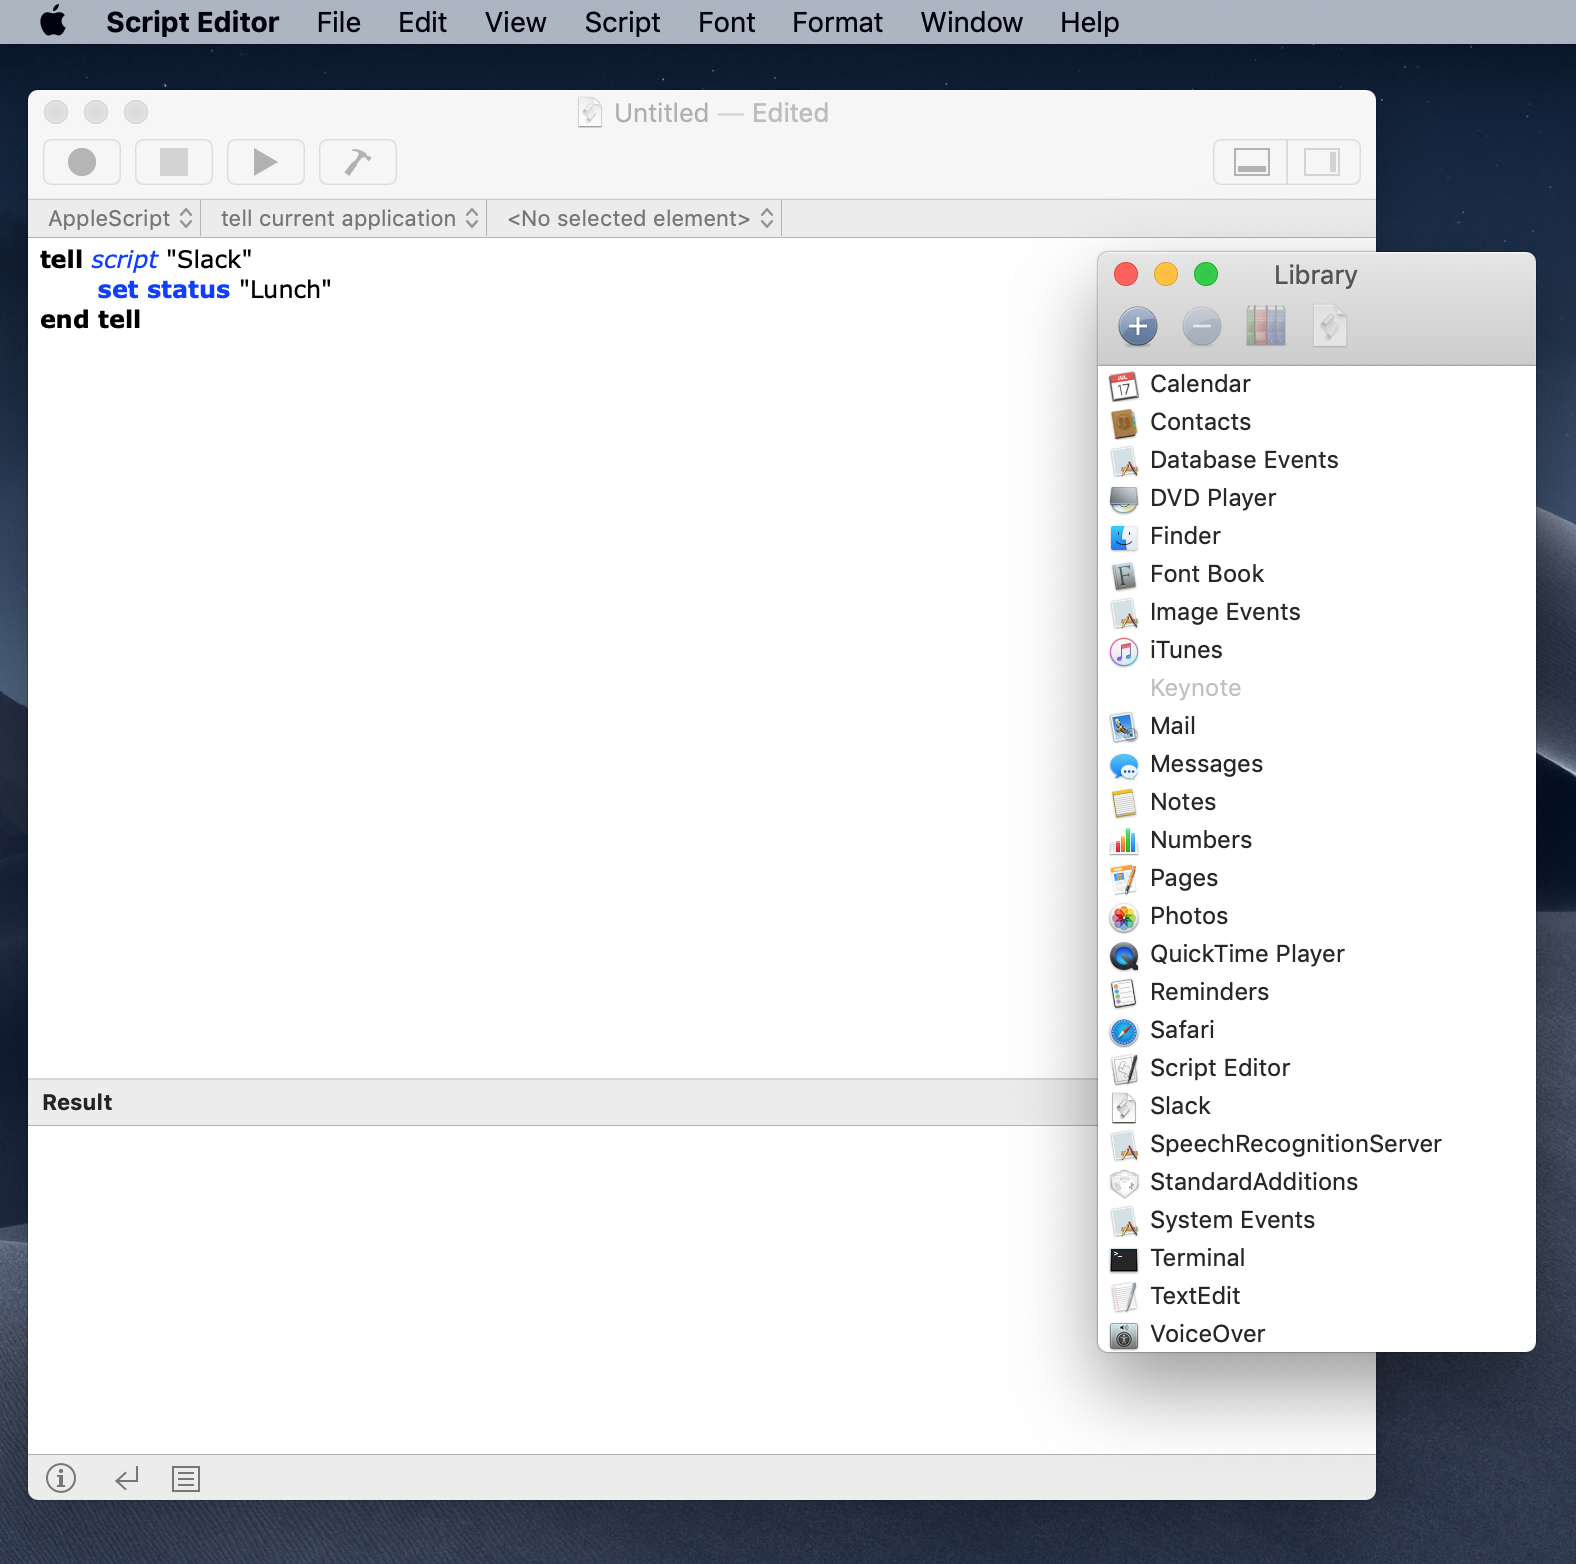 Script Editor File Edit View Script Font Format Window Help
Untitled — Edited
AppleScript tell current application <No selected element>
tell script "Slack"
set status "Lunch"
end tell
Result
Library
JUL
17
Calendar
Contacts
Database Events
DVD Player
Finder
Font Book
Image Events
iTunes
Keynote
Mail
Messages
Notes
Numbers
Pages
Photos
QuickTime Player
Reminders
Safari
Script Editor
Slack
SpeechRecognitionServer
StandardAdditions
System Events
Terminal
TextEdit
VoiceOver